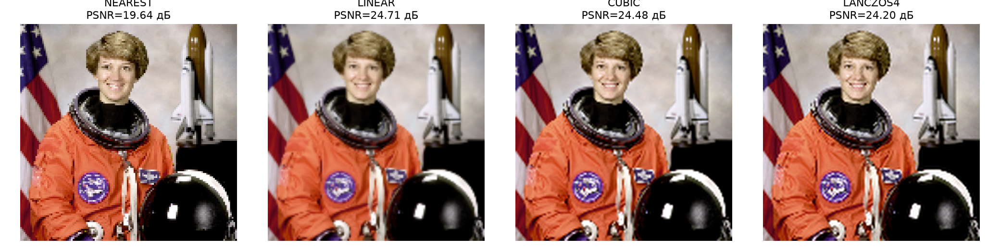 NEAREST
PSNR=19.64 дБ
LINEAR
PSNR=24.71 дБ
CUBIC
PSNR=24.48 дБ
LANCZOS4
PSNR=24.20 дБ